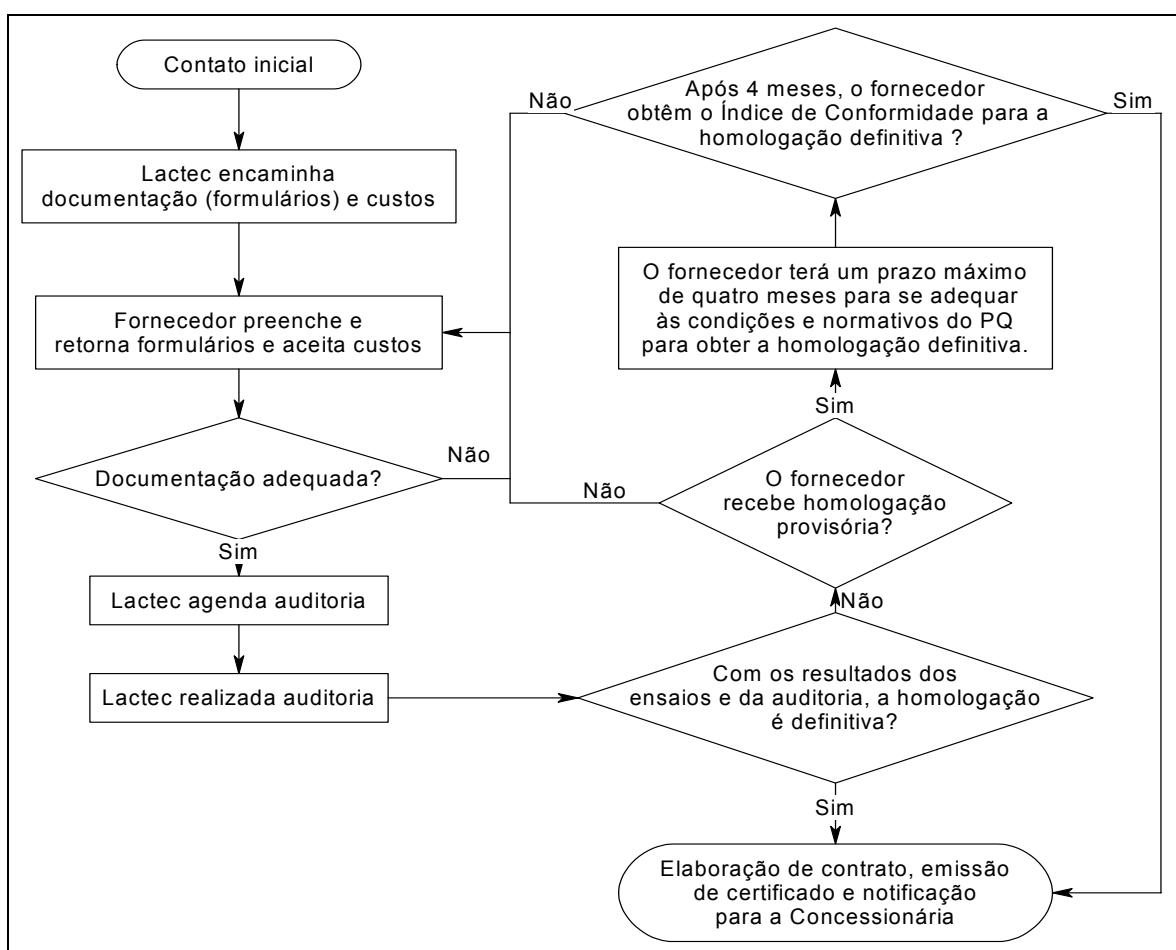 Contato inicial
Lactec encaminha
documentação (formulários) e custos
Fornecedor preenche e
retorna formulários e aceita custos
Documentação adequada?
Não
Sim
Lactec agenda auditoria
Lactec realizada auditoria
Com os resultados dos
ensaios e da auditoria, a homologação
é definitiva?
Não
Sim
O fornecedor
recebe homologação
provisória?
Não
Sim
O fornecedor terá um prazo máximo
de quatro meses para se adequar
às condições e normativos do PQ
para obter a homologação definitiva.
Após 4 meses, o fornecedor
obtêm o Índice de Conformidade para a
homologação definitiva ?
Não
Sim
Elaboração de contrato, emissão
de certificado e notificação
para a Concessionária